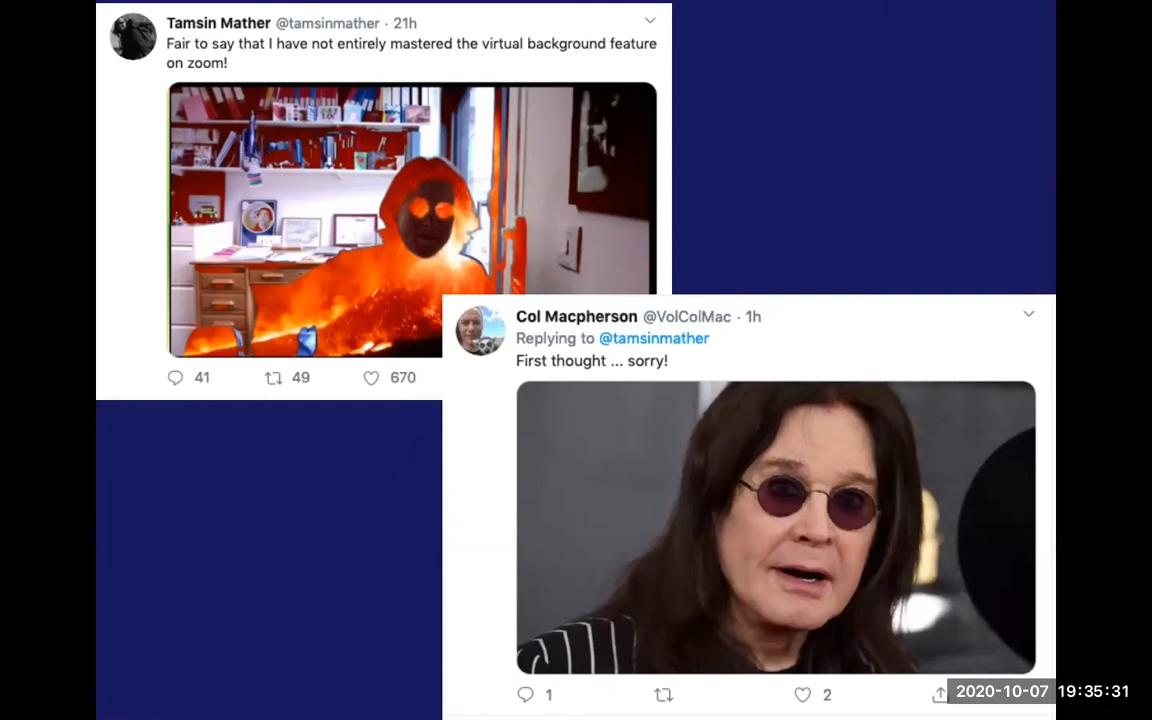 Tamsin Mather @tamsinmather · 21h
Fair to say that I have not entirely mastered the virtual background feature
on zoom!
41 49 670
Col Macpherson @VolColMac · 1h
Replying to @tamsinmather
First thought ... sorry!
1 2
2020-10-07 19:35:31